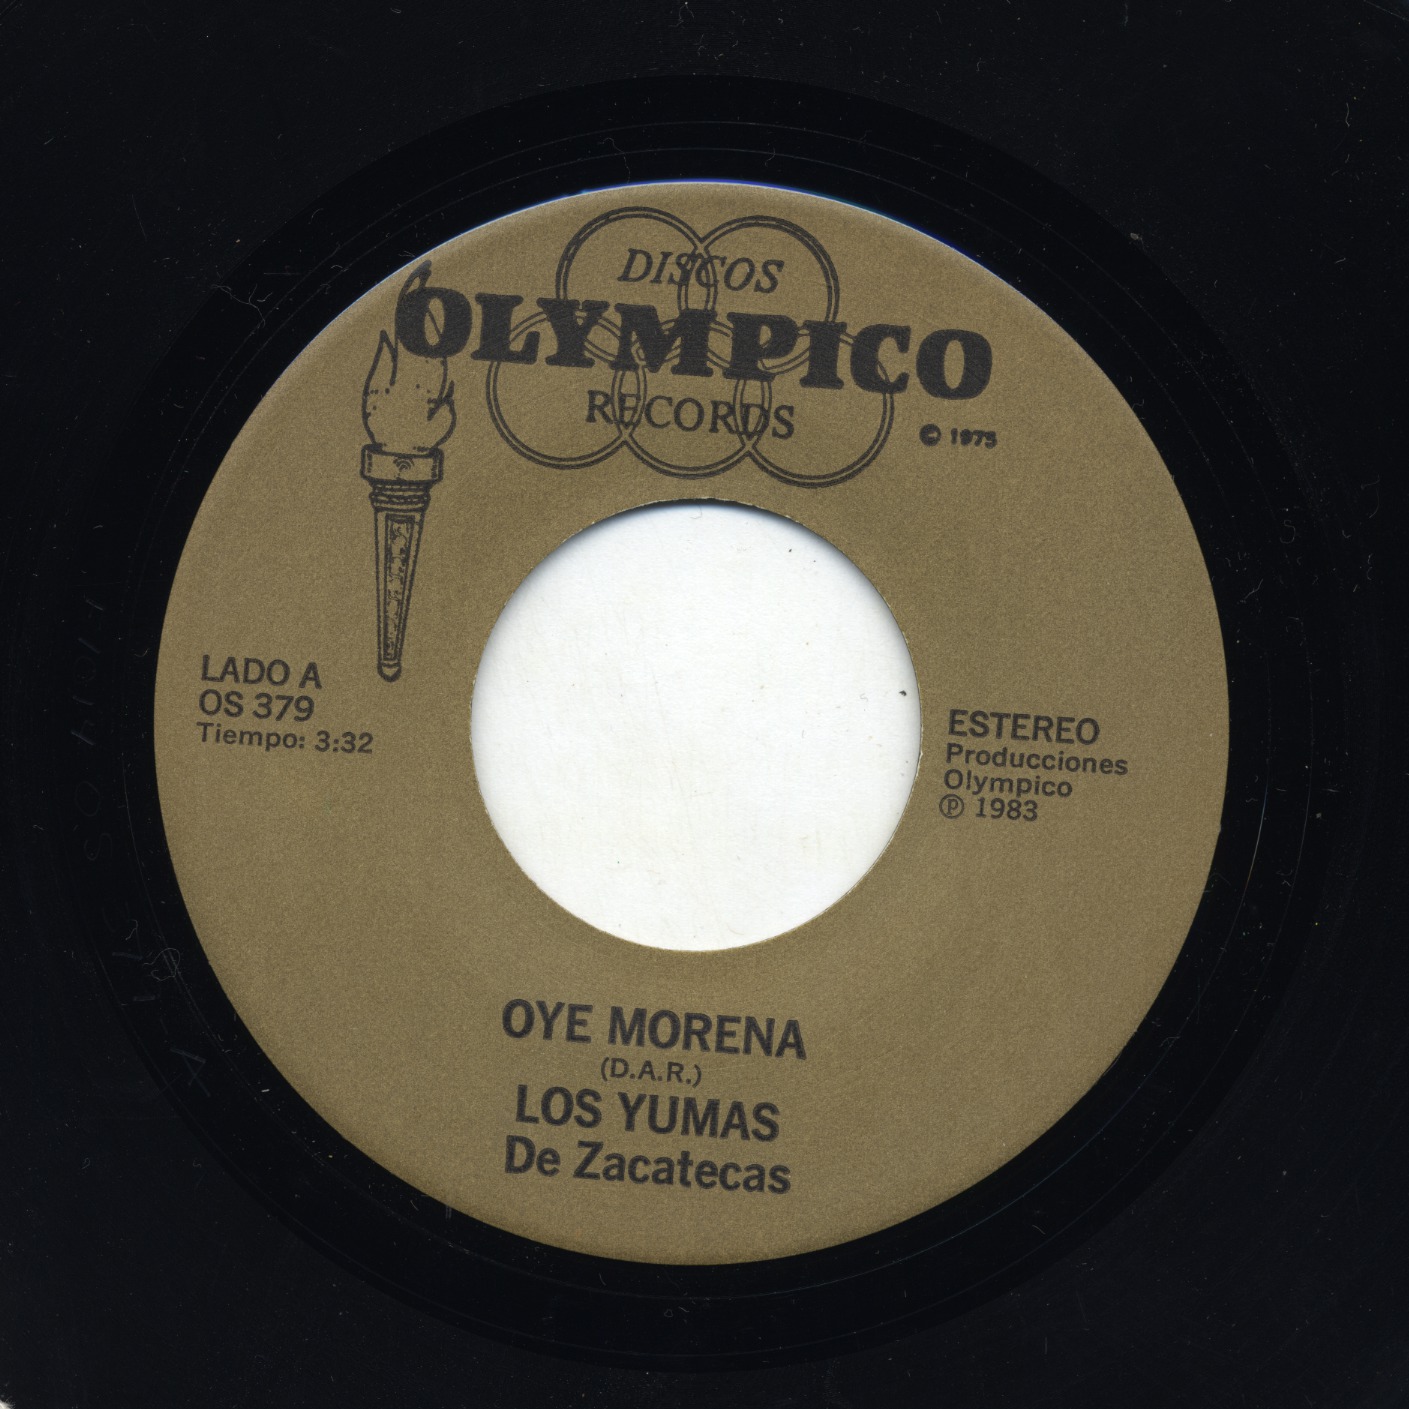 DISCOS
OLYMPICO
RECORDS
© 1975
LADO A
OS 379
Tiempo: 3:32
ESTEREO
Producciones
Olympico
℗ 1983
OYE MORENA
(D.A.R.)
LOS YUMAS
De Zacatecas